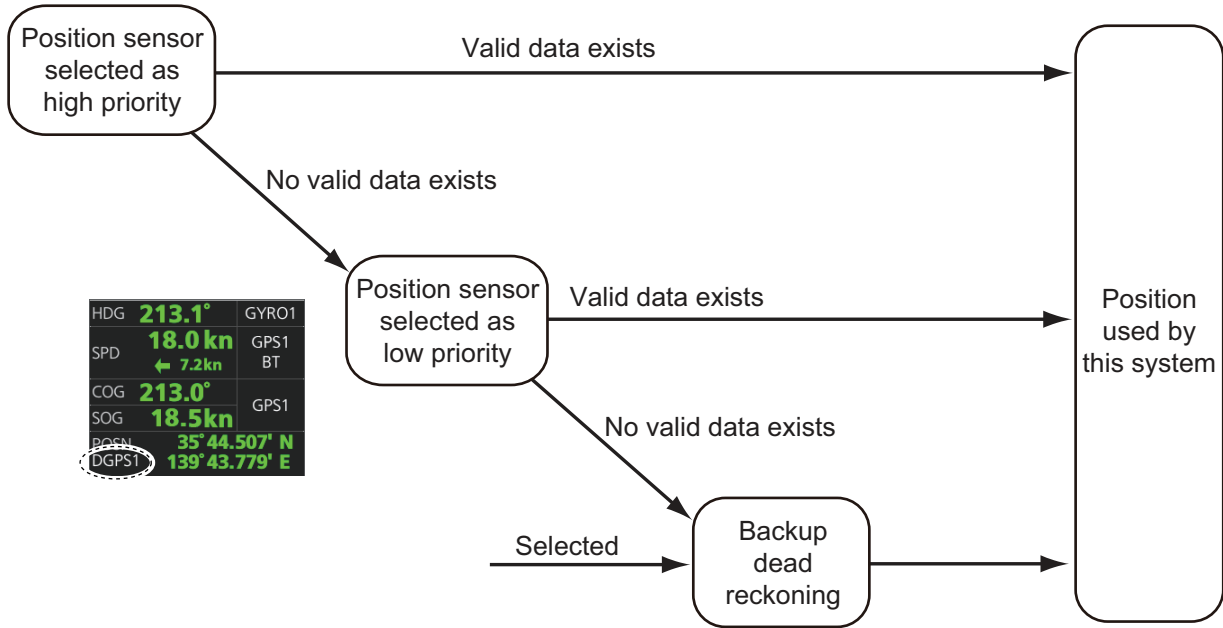 Position sensor
selected as
high priority
Valid data exists
No valid data exists
Position sensor
selected as
low priority
Valid data exists
No valid data exists
Selected
Backup
dead
reckoning
Position
used by
this system
HDG 213.1° GYRO1
SPD 18.0 kn GPS1
7.2kn BT
COG 213.0°
GPS1
SOG 18.5kn
POSN 35°44.507' N
DGPS1 139°43.779' E